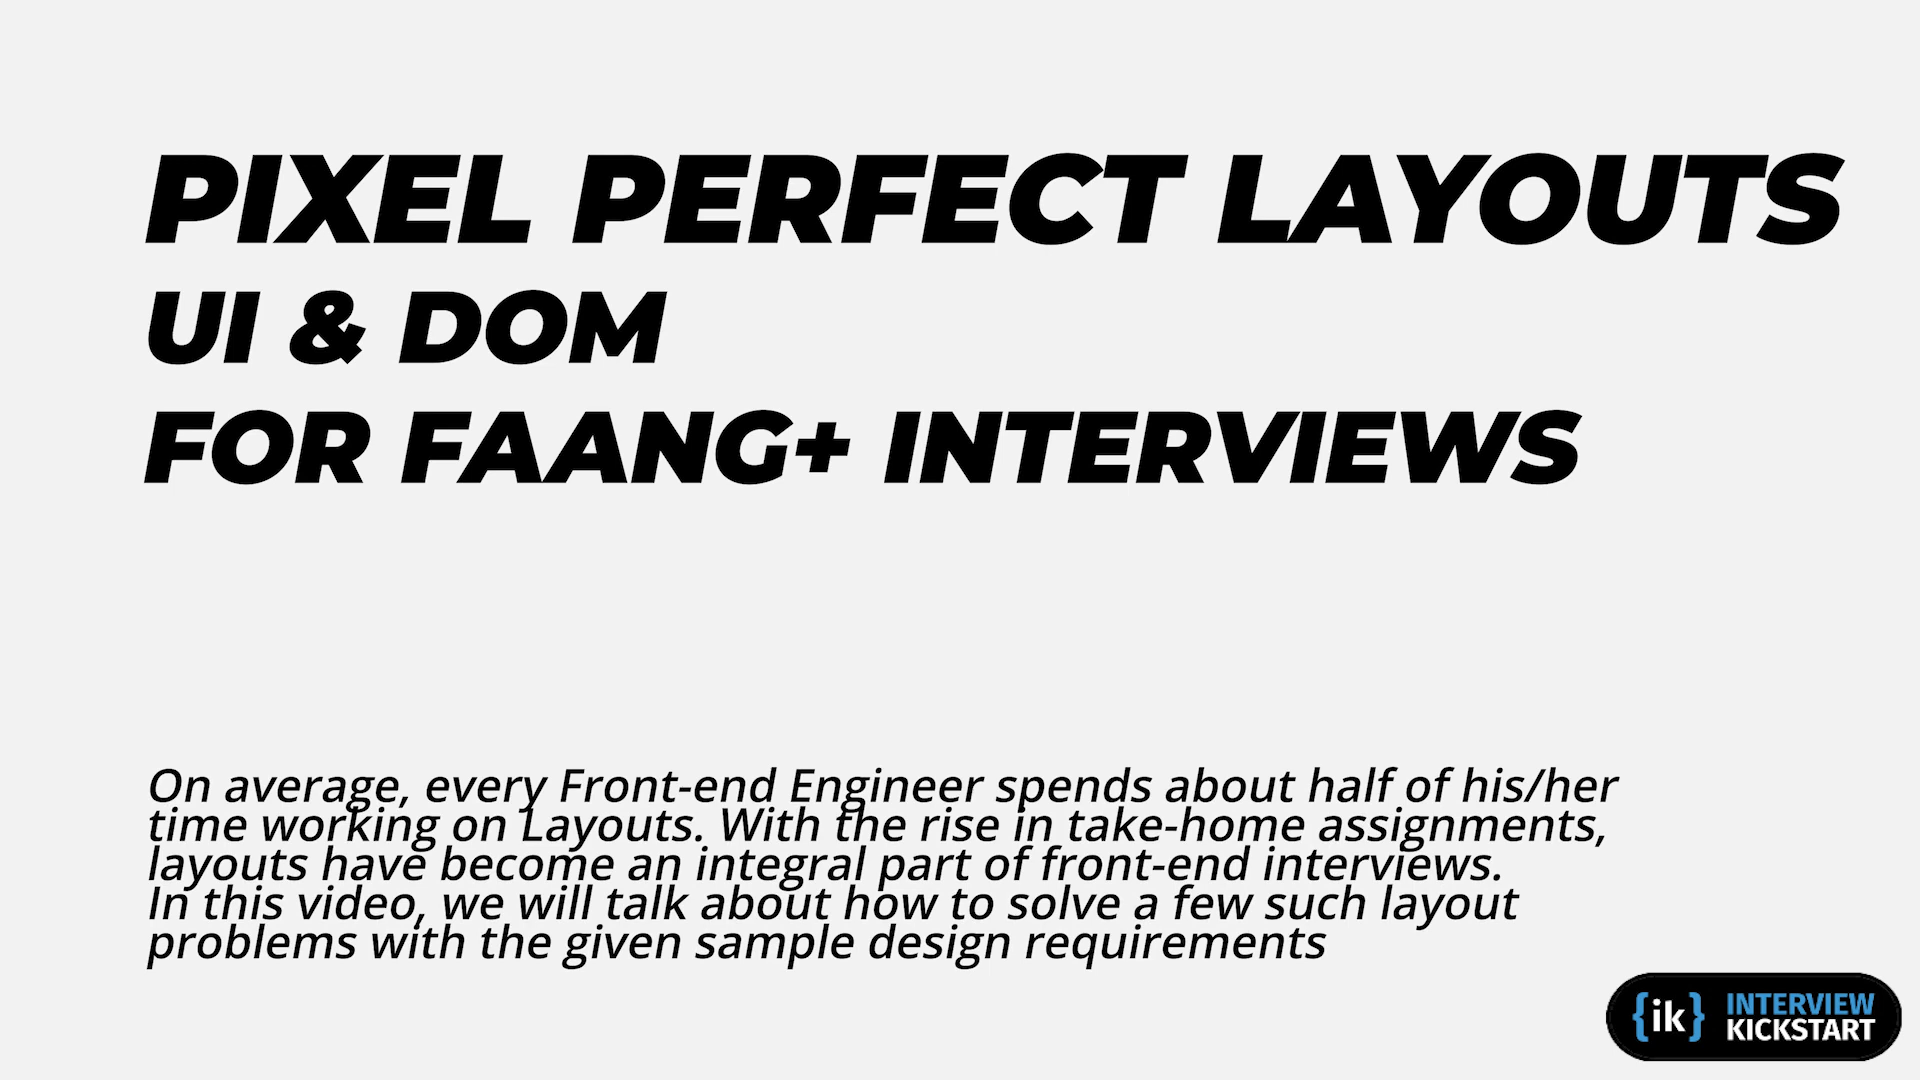 PIXEL PERFECT LAYOUTS
UI & DOM
FOR FAANG+ INTERVIEWS
On average, every Front-end Engineer spends about half of his/her
time working on Layouts. With the rise in take-home assignments,
layouts have become an integral part of front-end interviews.
In this video, we will talk about how to solve a few such layout
problems with the given sample design requirements
{ik} INTERVIEW
KICKSTART